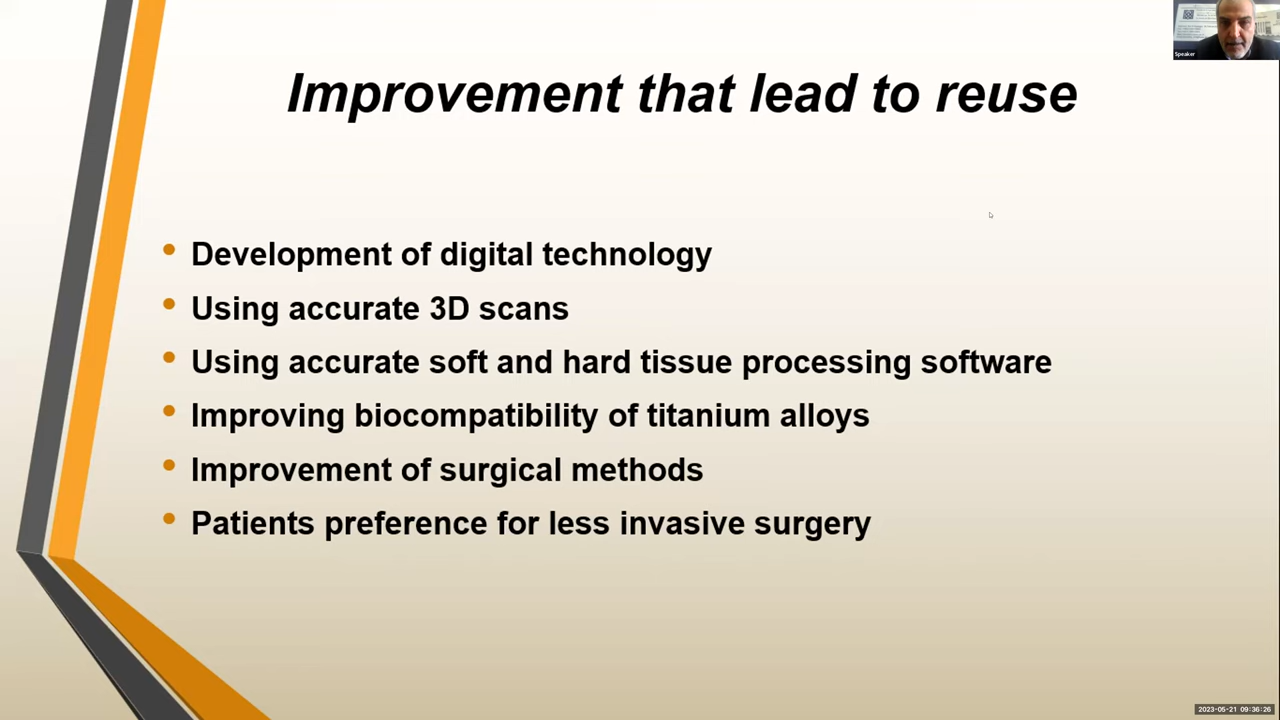 Improvement that lead to reuse
Speaker
• Development of digital technology
• Using accurate 3D scans
• Using accurate soft and hard tissue processing software
• Improving biocompatibility of titanium alloys
• Improvement of surgical methods
• Patients preference for less invasive surgery
2023-05-21 09:36:26